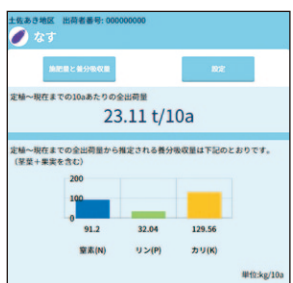 土佐あき地区 出荷者番号: 000000000
なす
施肥量と養分吸収量
設定
定植～現在までの10aあたりの全出荷量
23.11 t/10a
定植～現在までの全出荷量から推定される養分吸収量は下記のとおりです。
(茎葉＋果実を含む)
200
100
0
91.2 32.04 129.56
窒素(N) リン(P) カリ(K)
単位:kg/10a